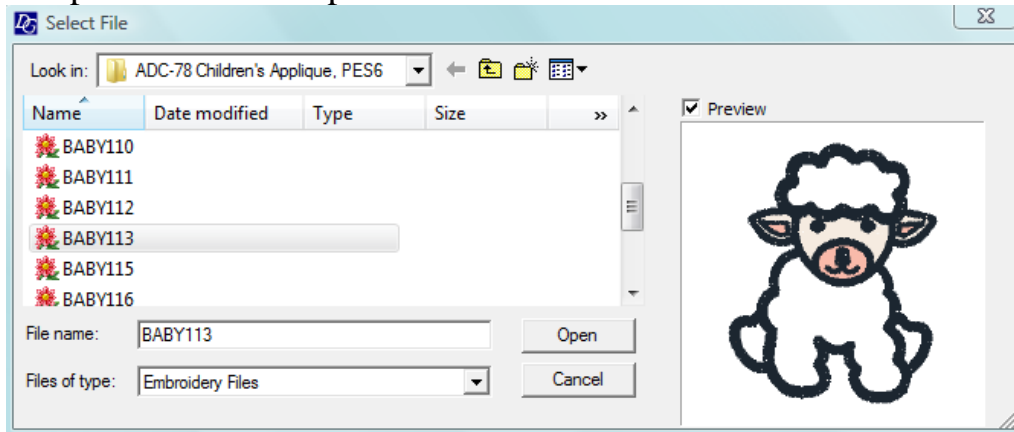 Select File
Look in: ADC-78 Children's Applique, PES6
Name Date modified Type Size »
Preview
BABY110
BABY111
BABY112
BABY113
BABY115
BABY116
File name: BABY113 Open
Files of type: Embroidery Files Cancel